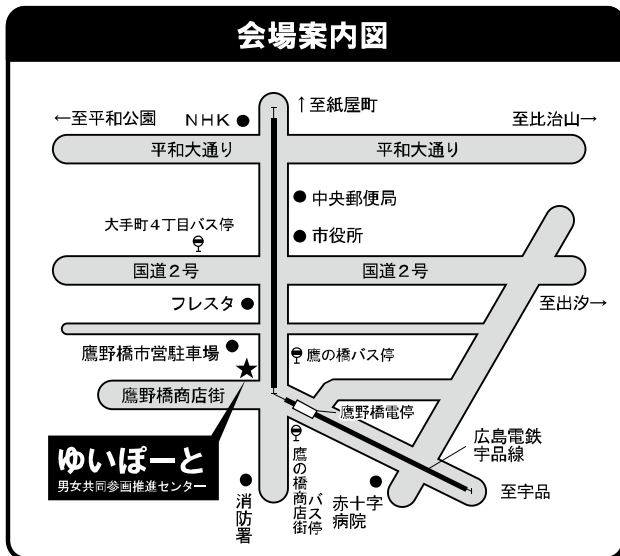 会場案内図
↑至紙屋町
←至平和公園
NHK
至比治山→
平和大通り
平和大通り
中央郵便局
大手町4丁目バス停
市役所
国道2号
国道2号
フレスタ
至出汐→
鷹野橋市営駐車場
鷹の橋バス停
鷹野橋商店街
鷹野橋電停
ゆいぽーと
男女共同参画推進センター
広島電鉄
宇品線
至宇品
鷹の橋商店街
バス停
消防署
赤十字
病院